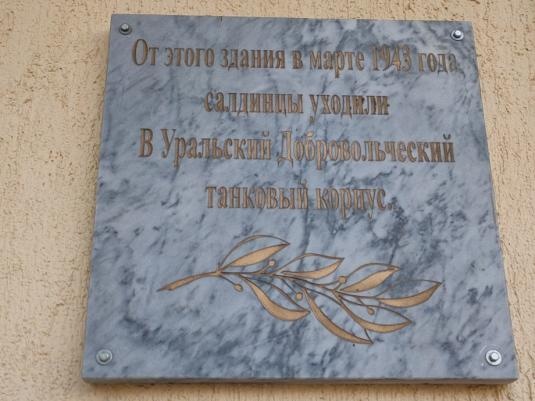 От этого здания в марте 1943 года
салдинцы уходили
В Уральский Добровольческий
танковый корпус.